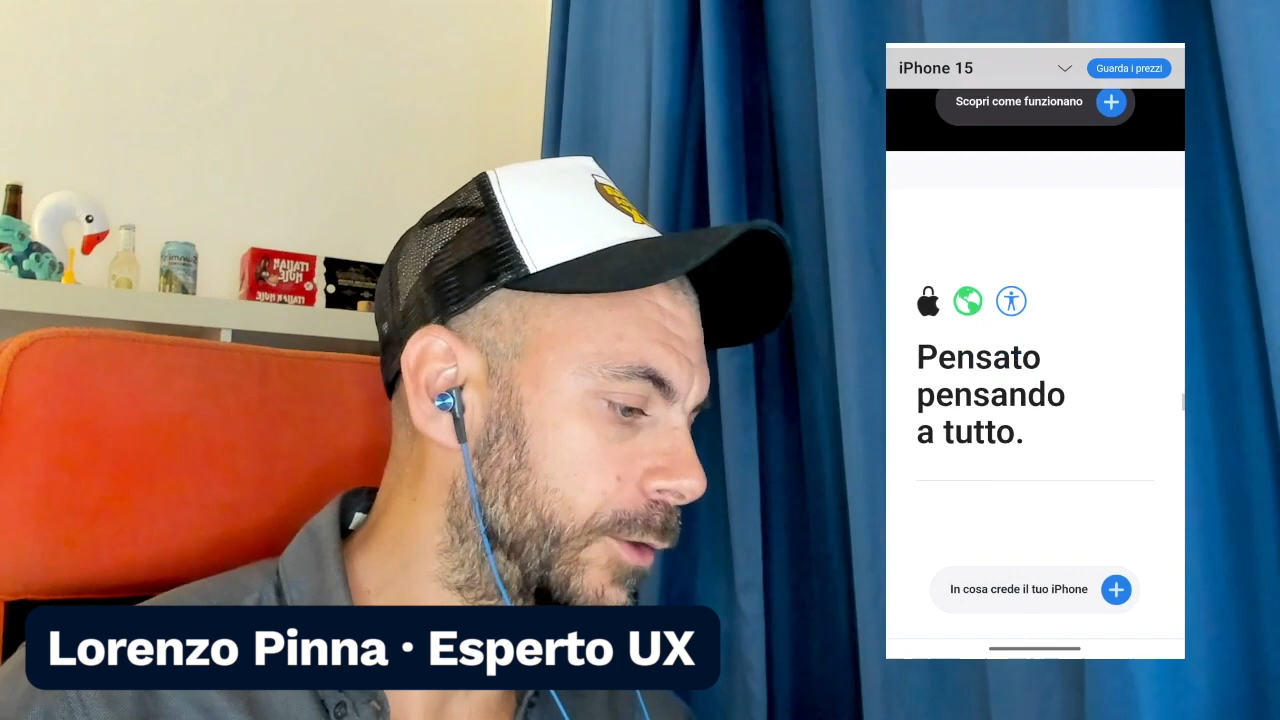 iPhone 15
Guarda i prezzi
Scopri come funzionano
Pensato
pensando
a tutto.
In cosa crede il tuo iPhone
Lorenzo Pinna · Esperto UX